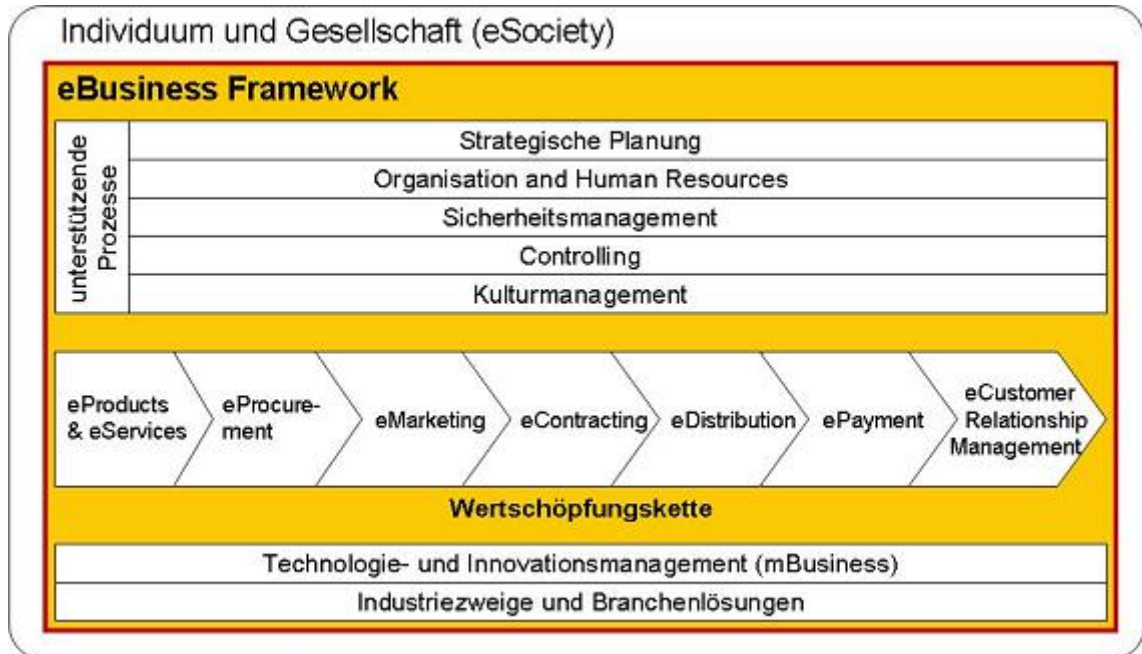 Individuum und Gesellschaft (eSociety)
eBusiness Framework
unterstützende
Prozesse
Strategische Planung
Organisation and Human Resources
Sicherheitsmanagement
Controlling
Kulturmanagement
eProducts
& eServices
eProcure-
ment
eMarketing
eContracting
eDistribution
ePayment
eCustomer
Relationship
Management
Wertschöpfungskette
Technologie- und Innovationsmanagement (mBusiness)
Industriezweige und Branchenlösungen